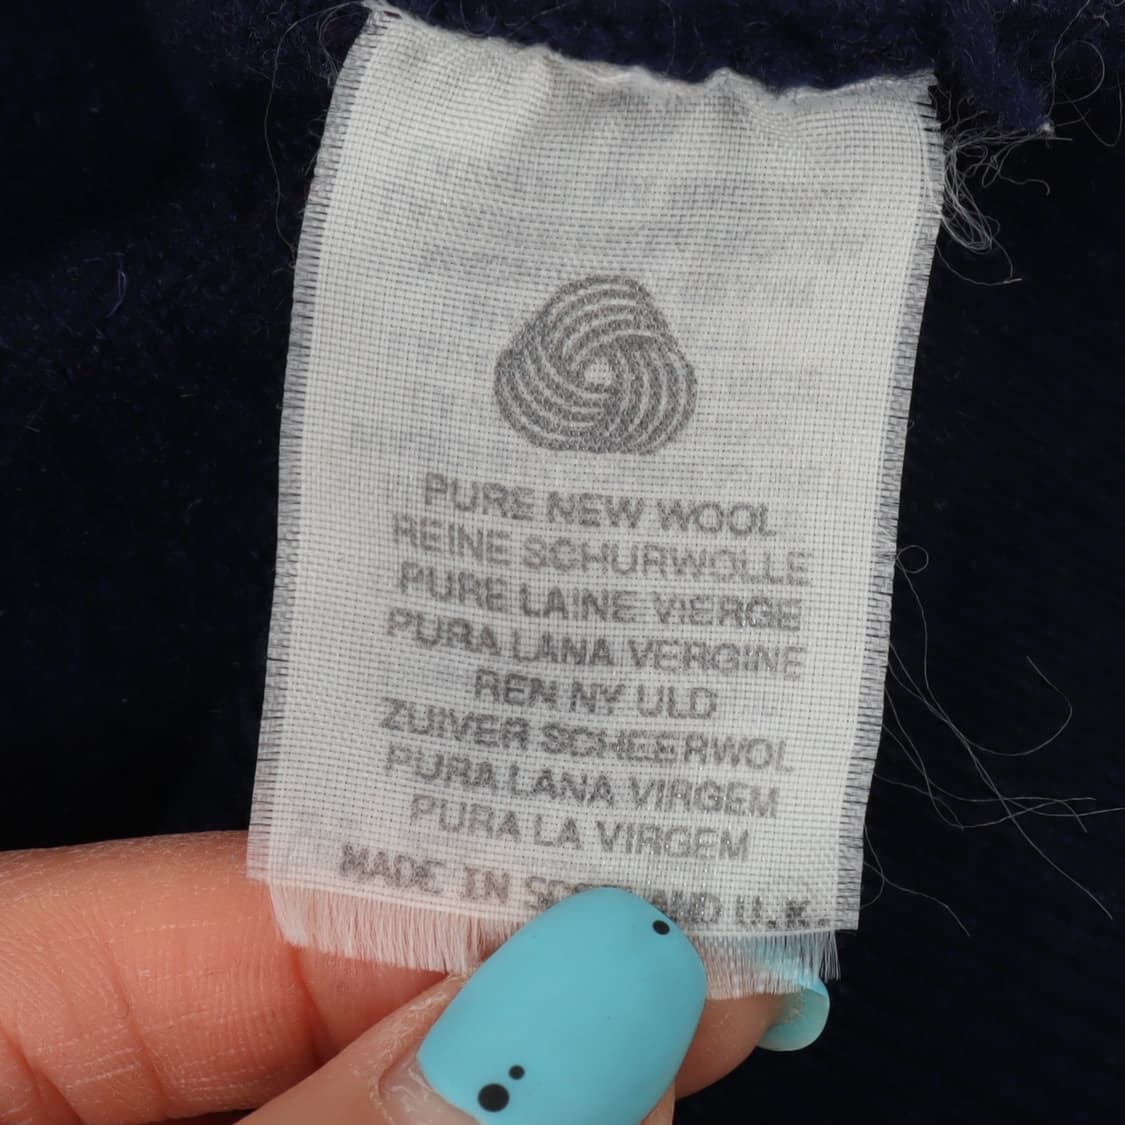 PURE NEW WOOL
REINE SCHURWOLLE
PURE LAINE VIERGE
PURA LANA VERGINE
REN NY ULD
ZUIVER SCHEERWOL
PURA LANA VIRGEM
PURA LA VIRGEM
MADE IN U.K.